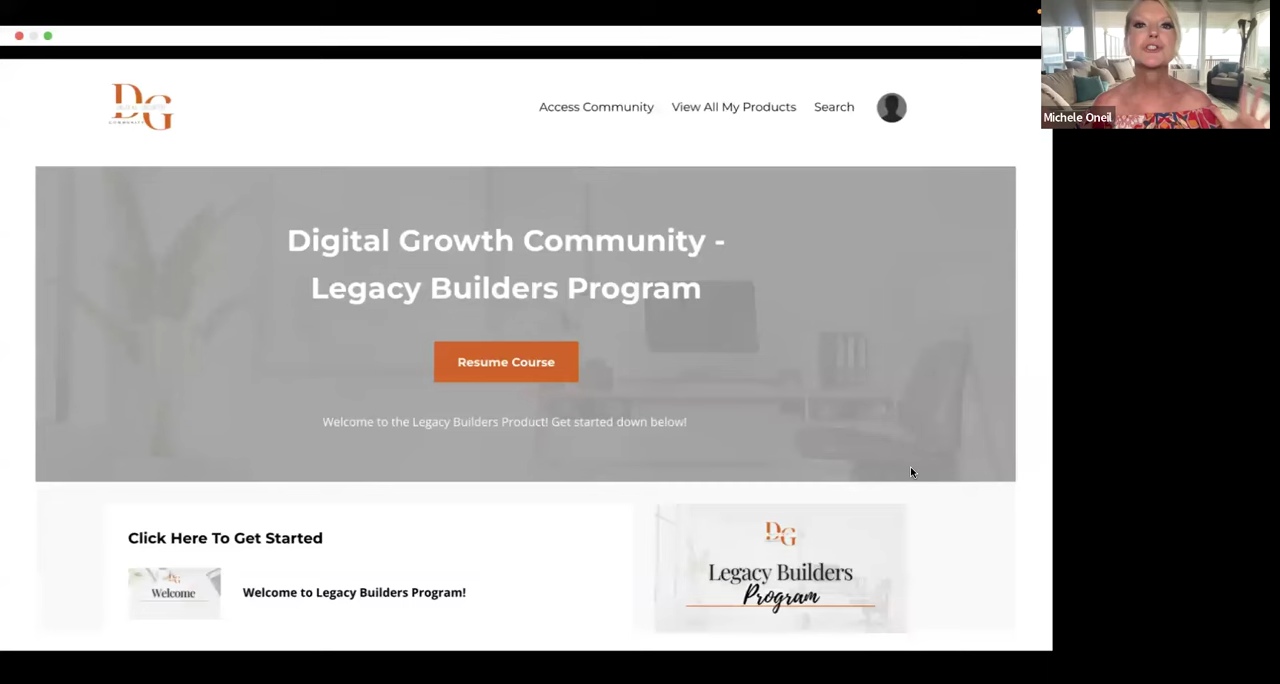 DG
COMMUNITY
Access Community
View All My Products
Search
Michele Oneil
Digital Growth Community -
Legacy Builders Program
Resume Course
Welcome to the Legacy Builders Product! Get started down below!
Click Here To Get Started
DG
Welcome
Welcome to Legacy Builders Program!
DG
Legacy Builders
Program